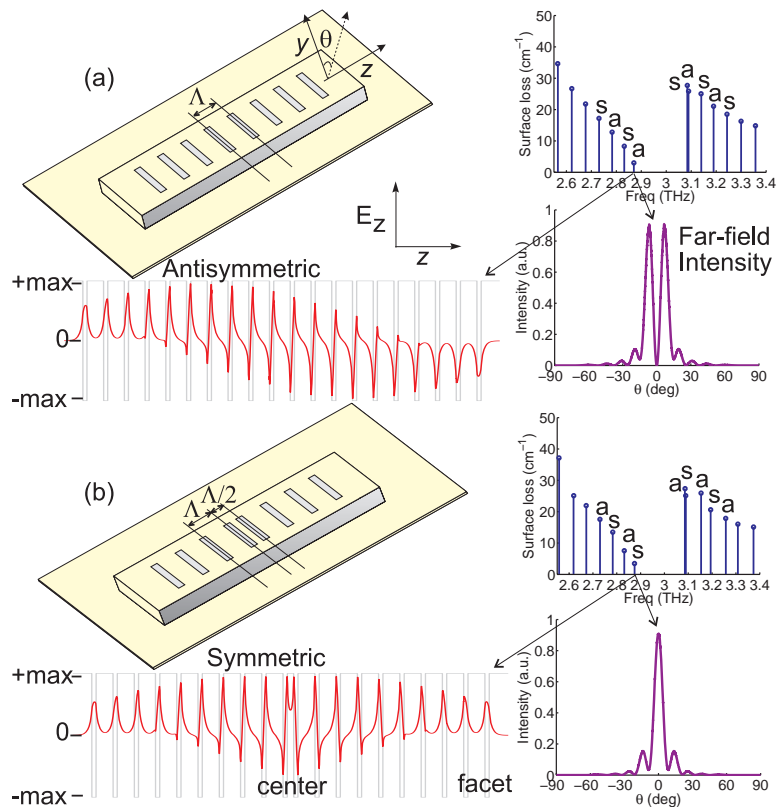 (a)
y
θ
z
Λ
E_z
z
Surface loss (cm⁻¹)
50
40
30
20
10
0
s
a
s
a
s
a
s
a
s
2.6 2.7 2.8 2.9 3 3.1 3.2 3.3 3.4
Freq (THz)
Antisymmetric
+max
0
-max
Far-field
Intensity
Intensity (a.u.)
1
0.8
0.6
0.4
0.2
0
−90 −60 −30 0 30 60 90
θ (deg)
(b)
Λ
Λ/2
Surface loss (cm⁻¹)
50
40
30
20
10
0
a
s
a
s
a
s
a
s
a
2.6 2.7 2.8 2.9 3 3.1 3.2 3.3 3.4
Freq (THz)
Symmetric
+max
0
-max
center
facet
Intensity (a.u.)
1
0.8
0.6
0.4
0.2
0
−90 −60 −30 0 30 60 90
θ (deg)